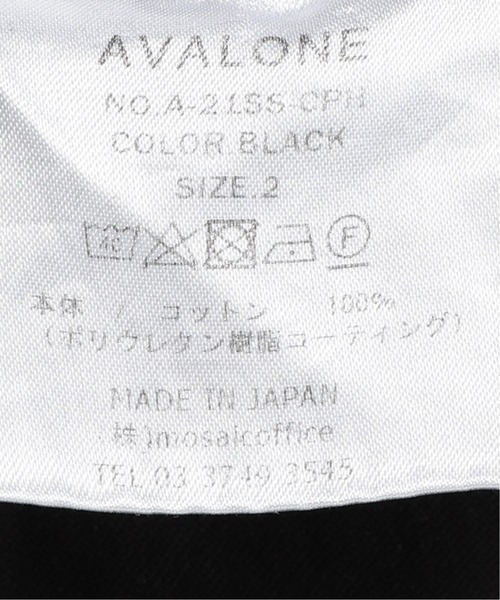 AVALONE
NO.A-21SS-CPH
COLOR.BLACK
SIZE.2
40 F
本体 / コットン 100%
(ポリウレタン樹脂コーティング)
MADE IN JAPAN
(株)mosaicoffice
TEL.03 3749 3545